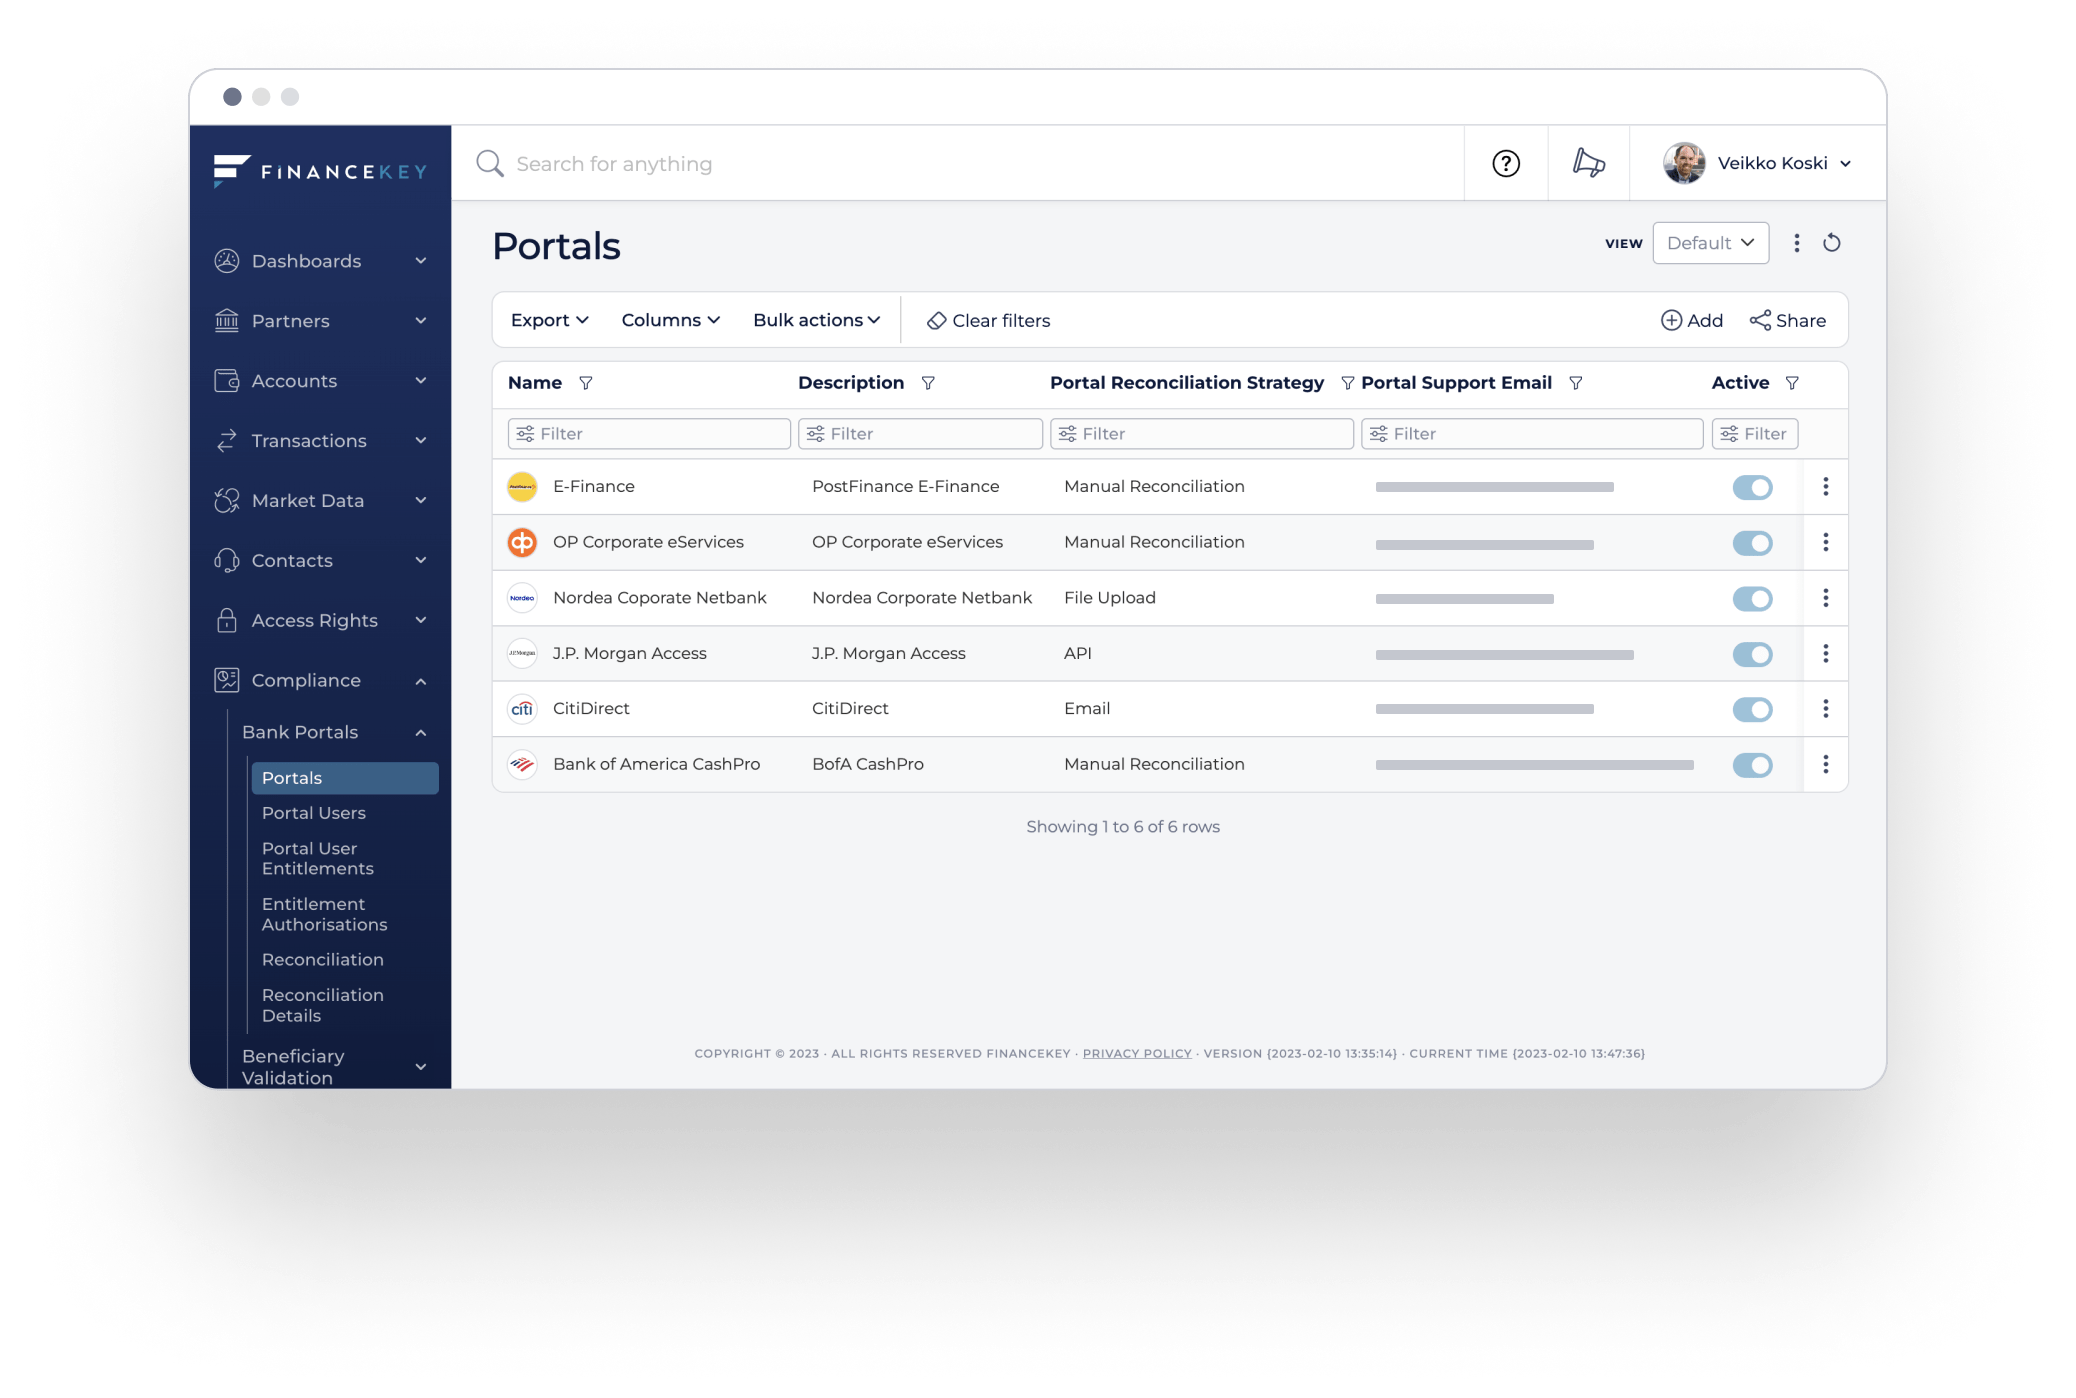 FINANCEKEY
Search for anything
Veikko Koski
Dashboards
Partners
Accounts
Transactions
Market Data
Contacts
Access Rights
Compliance
Bank Portals
Portals
Portal Users
Portal User
Entitlements
Entitlement
Authorisations
Reconciliation
Reconciliation
Details
Beneficiary
Validation
Portals
VIEW Default
Export Columns Bulk actions Clear filters Add Share
Name Description Portal Reconciliation Strategy Portal Support Email Active
Filter Filter Filter Filter Filter
PostFinance E-Finance PostFinance E-Finance Manual Reconciliation
op OP Corporate eServices OP Corporate eServices Manual Reconciliation
Nordea Nordea Coporate Netbank Nordea Corporate Netbank File Upload
J.P.Morgan J.P. Morgan Access J.P. Morgan Access API
citi CitiDirect CitiDirect Email
Bank of America CashPro BofA CashPro Manual Reconciliation
Showing 1 to 6 of 6 rows
COPYRIGHT © 2023 · ALL RIGHTS RESERVED FINANCEKEY · PRIVACY POLICY · VERSION {2023-02-10 13:35:14} · CURRENT TIME {2023-02-10 13:47:36}